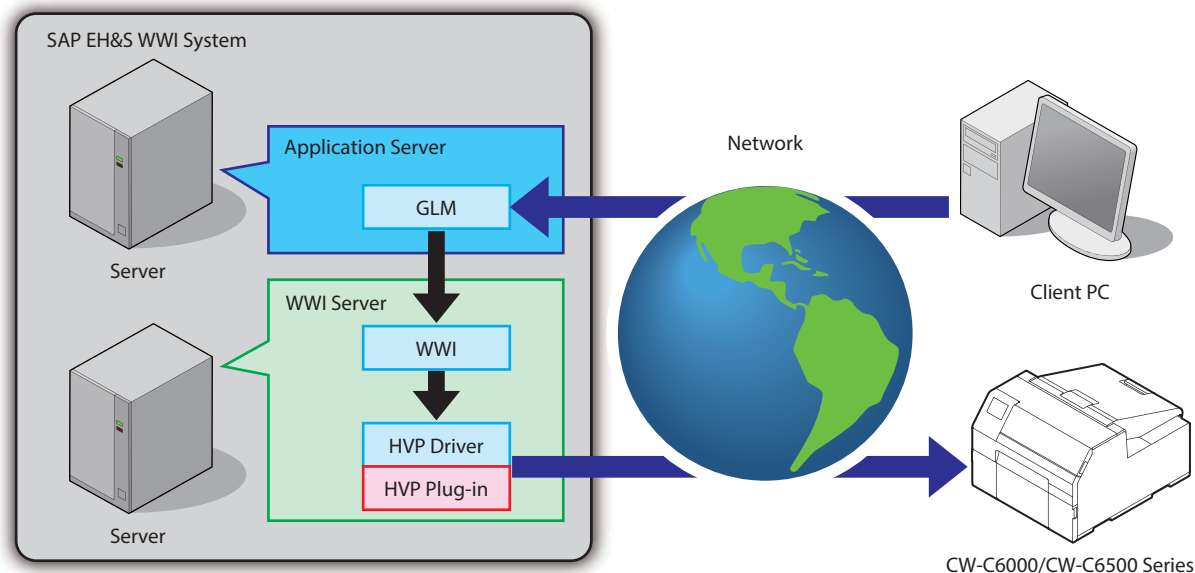 SAP EH&S WWI System
Application Server
GLM
Server
WWI Server
WWI
HVP Driver
HVP Plug-in
Server
Network
Client PC
CW-C6000/CW-C6500 Series